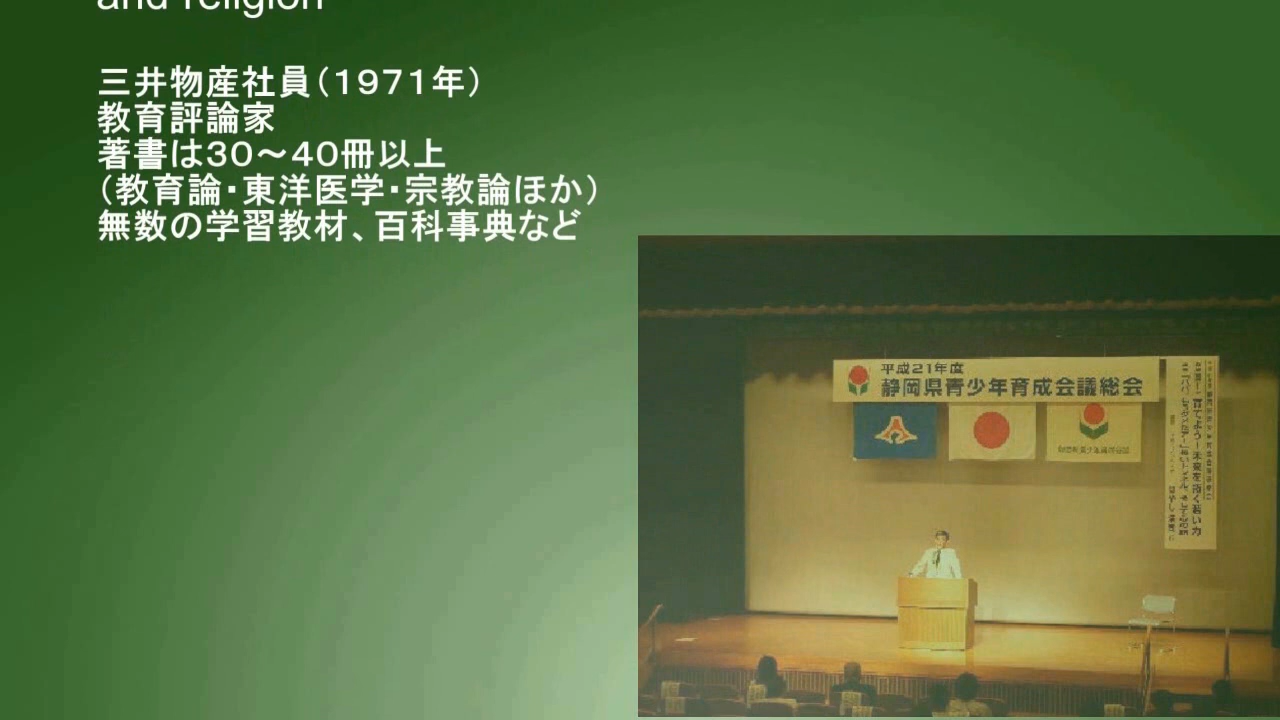 and religion
三井物産社員（１９７１年）
教育評論家
著書は３０～４０冊以上
（教育論・東洋医学・宗教論ほか）
無数の学習教材、百科事典など
平成21年度
静岡県青少年育成会議総会